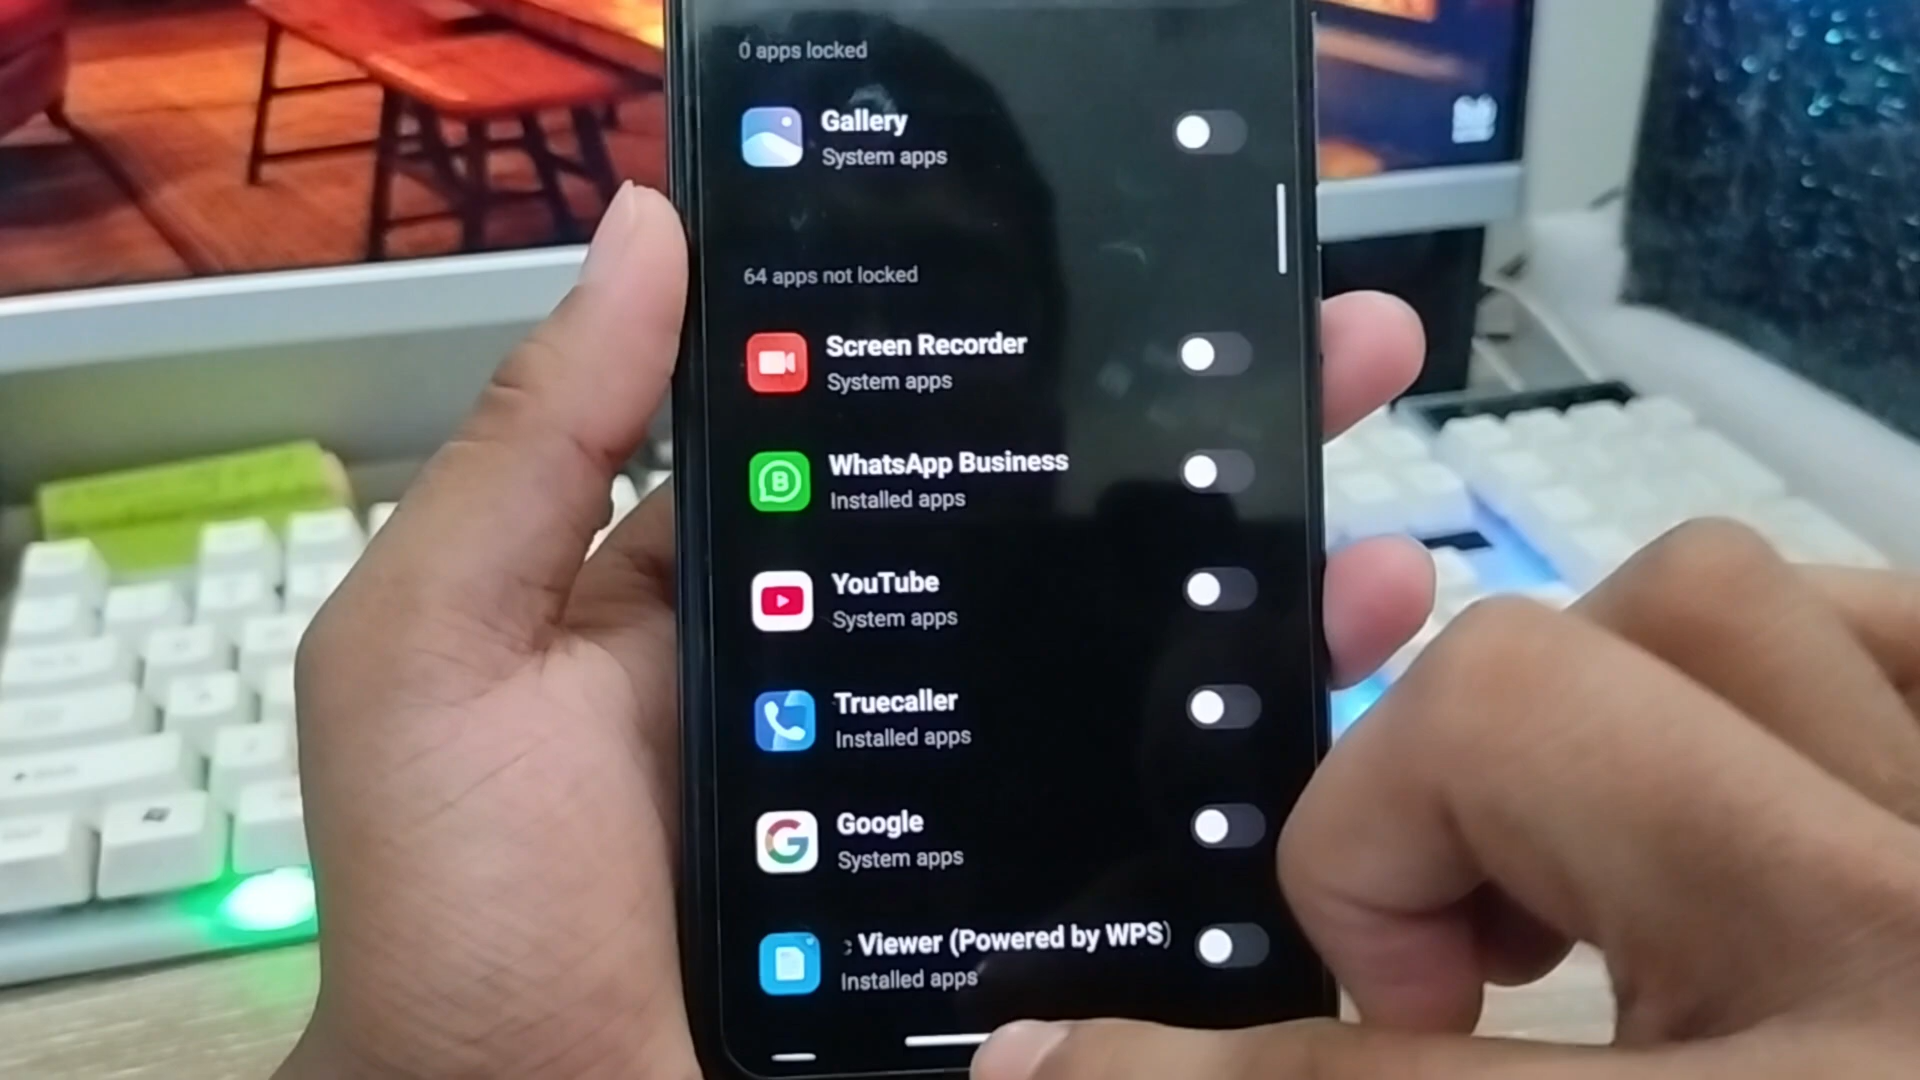 0 apps locked
Gallery
System apps
64 apps not locked
Screen Recorder
System apps
B
WhatsApp Business
Installed apps
YouTube
System apps
Truecaller
Installed apps
G
Google
System apps
Viewer (Powered by WPS)
Installed apps